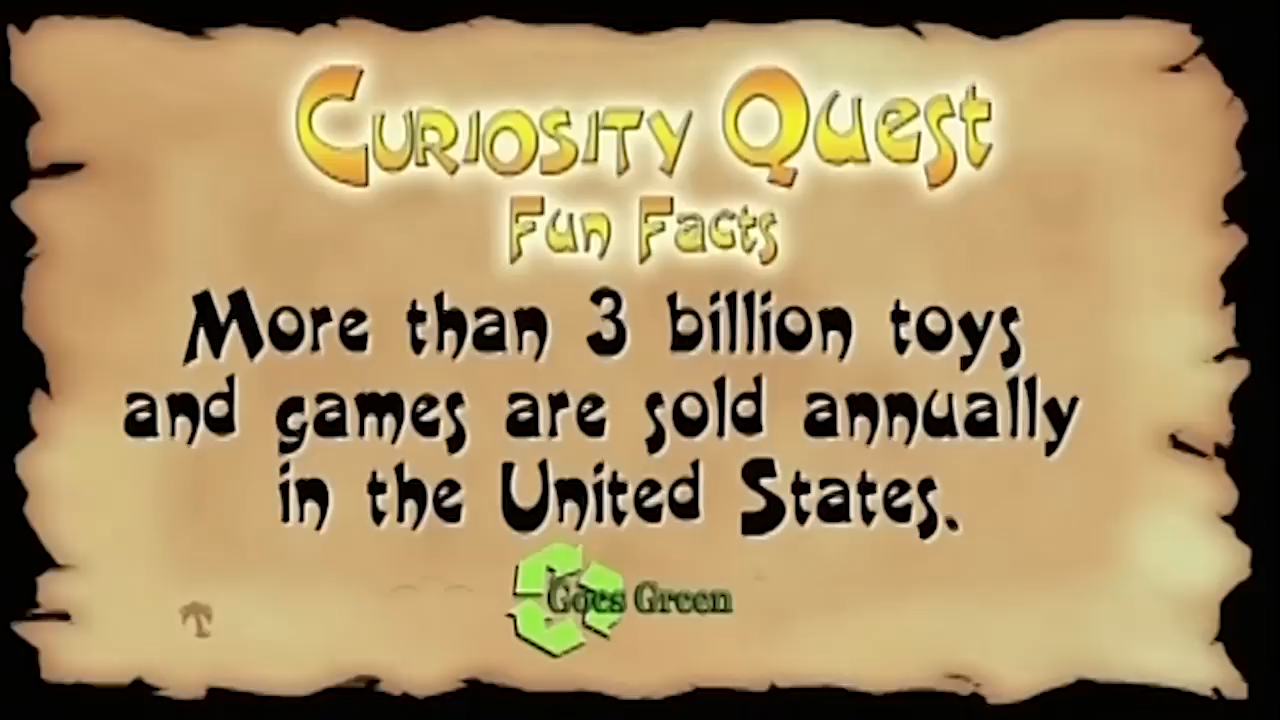 Curiosity Quest
Fun Facts
More than 3 billion toys
and games are sold annually
in the United States.
Goes Green